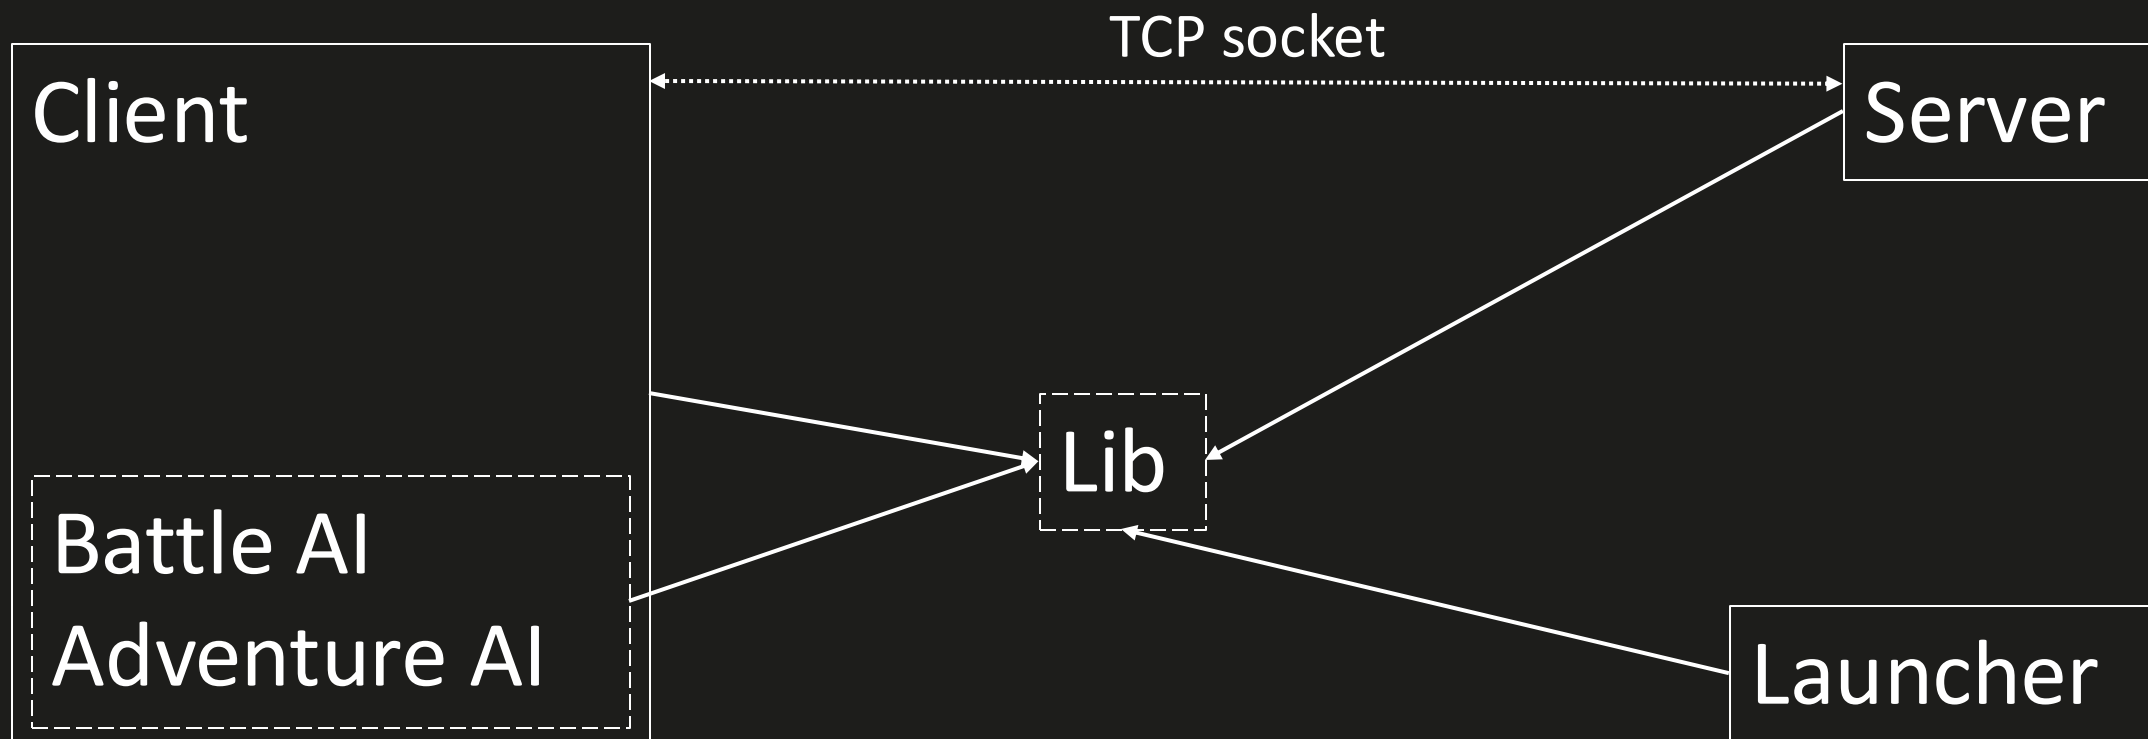 TCP socket
Client
Server
Lib
Battle AI
Adventure AI
Launcher